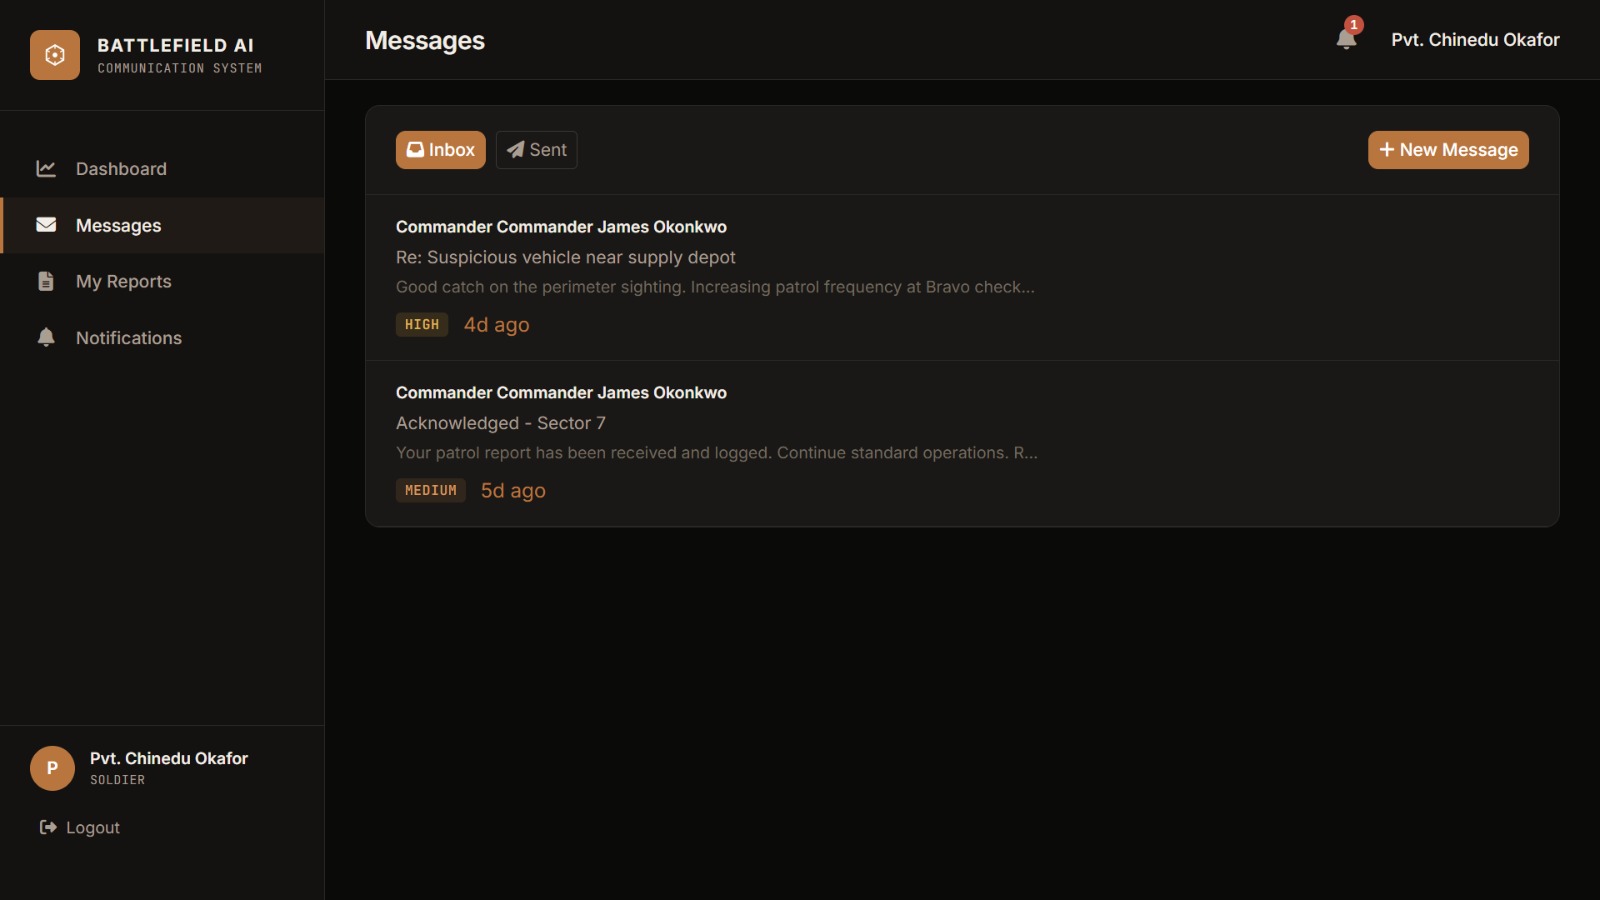 BATTLEFIELD AI
COMMUNICATION SYSTEM
Dashboard
Messages
My Reports
Notifications
P
Pvt. Chinedu Okafor
SOLDIER
Logout
Messages
1
Pvt. Chinedu Okafor
Inbox
Sent
New Message
Commander Commander James Okonkwo
Re: Suspicious vehicle near supply depot
Good catch on the perimeter sighting. Increasing patrol frequency at Bravo check...
HIGH 4d ago
Commander Commander James Okonkwo
Acknowledged - Sector 7
Your patrol report has been received and logged. Continue standard operations. R...
MEDIUM 5d ago